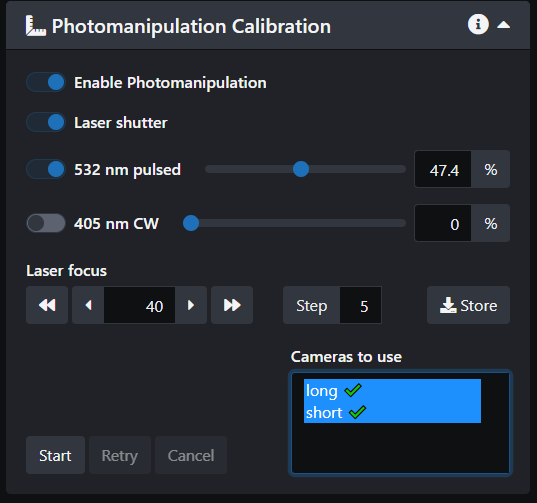 Photomanipulation Calibration
Enable Photomanipulation
Laser shutter
532 nm pulsed 47.4 %
405 nm CW 0 %
Laser focus
40 Step 5 Store
Cameras to use
long
short
Start Retry Cancel